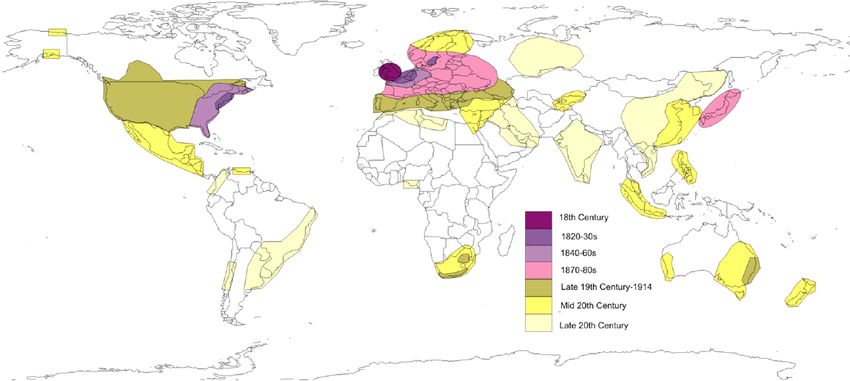 18th Century
1820-30s
1840-60s
1870-80s
Late 19th Century-1914
Mid 20th Century
Late 20th Century